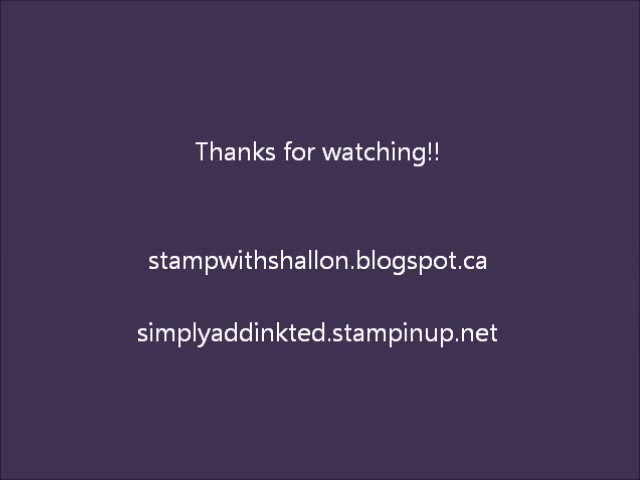 Thanks for watching!!
stampwithshallon.blogspot.ca
simplyaddinkted.stampinup.net